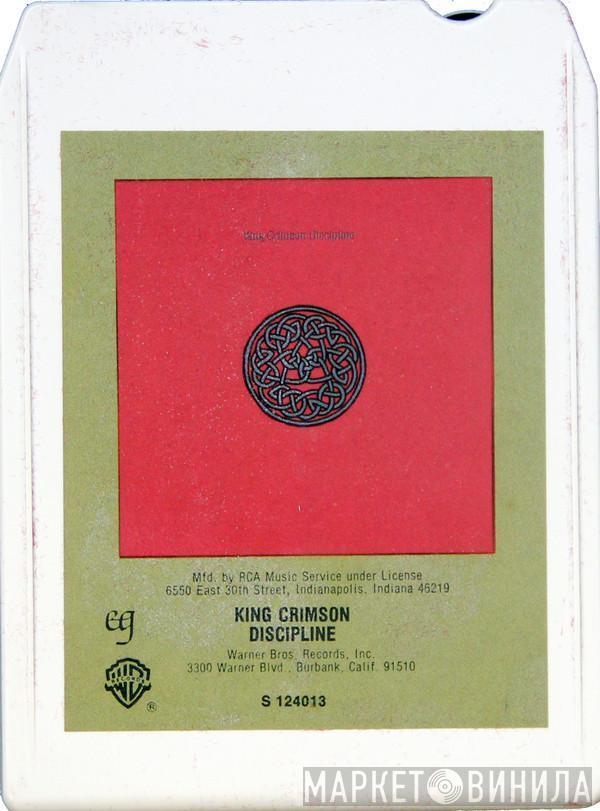 King Crimson Discipline
Mfd. by RCA Music Service under License
6550 East 30th Street, Indianapolis, Indiana 46219
eg
KING CRIMSON
DISCIPLINE
Warner Bros. Records, Inc.
3300 Warner Blvd., Burbank, Calif. 91510
RECORDS
®
S 124013
МАРКЕТ ВИНИЛА